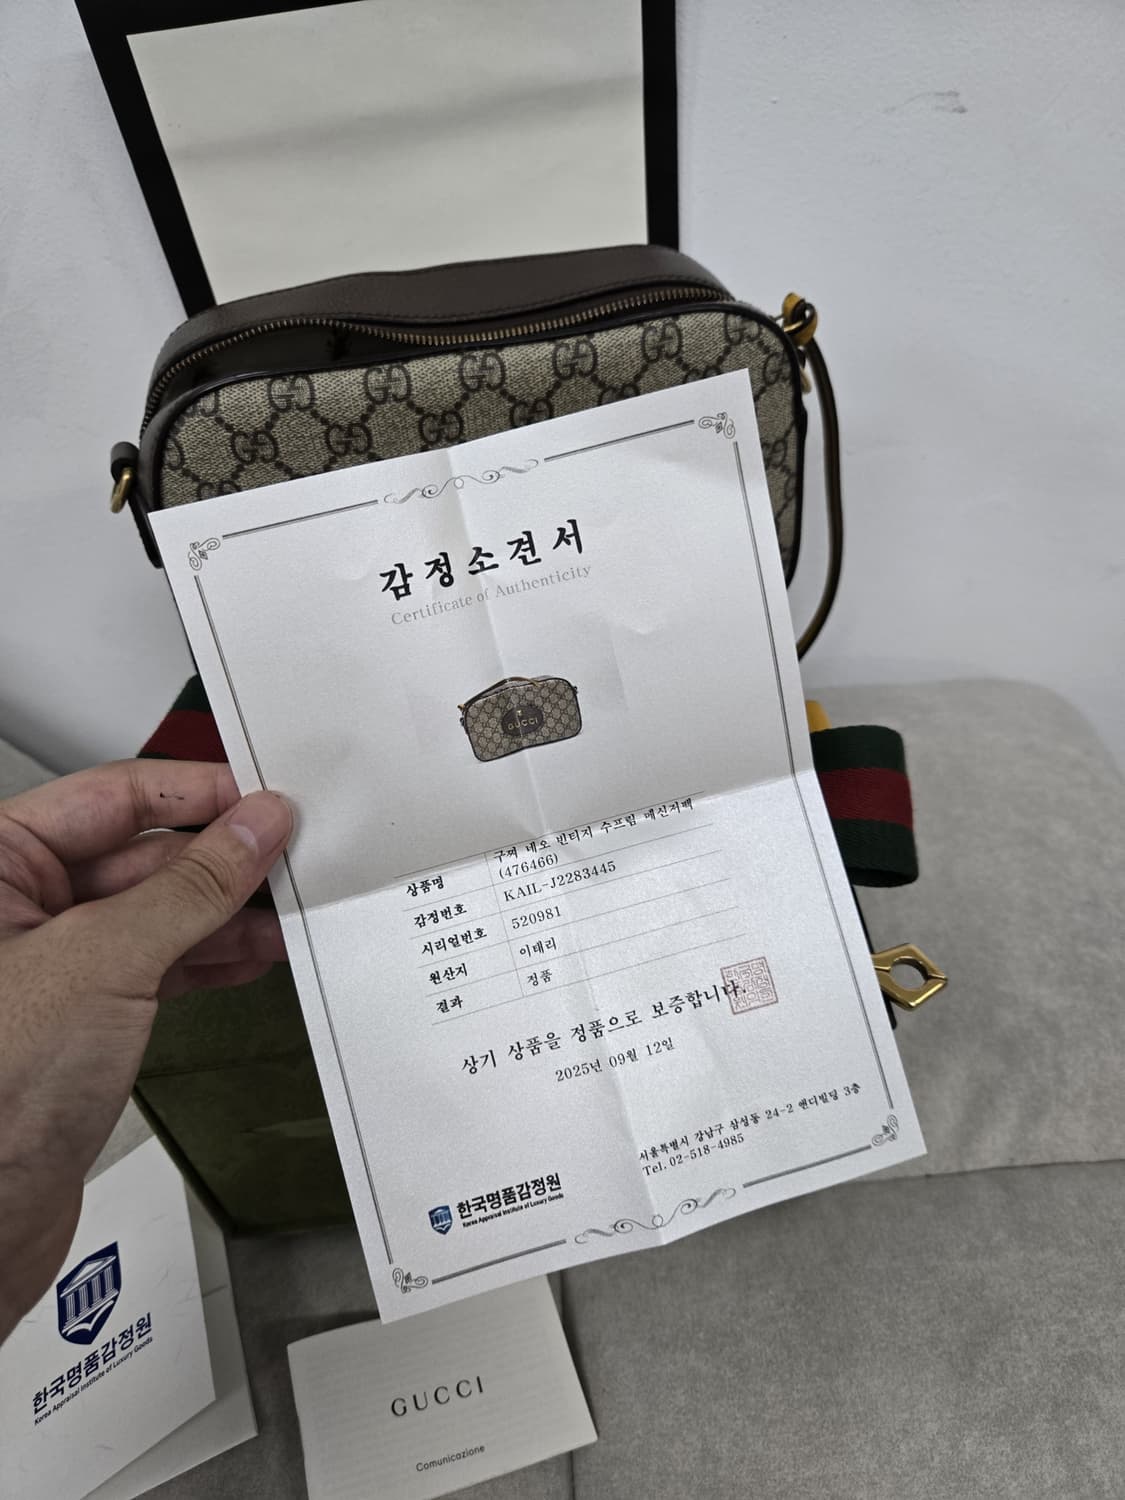 감정소견서
Certificate of Authenticity
GUCCI
상품명 구찌 네오 빈티지 수프림 메신저백
(476466)
감정번호 KAIL-J2283445
시리얼번호 520981
원산지 이태리
결과 정품
상기 상품을 정품으로 보증합니다.
2025년 09월 12일
서울특별시 강남구 삼성동 24-2 앤디빌딩 3층
Tel. 02-518-4985
한국명품감정원
Korea Appraisal Institute of Luxury Goods
한국명품감정원
Korea Appraisal Institute of Luxury Goods
GUCCI
Comunicazione